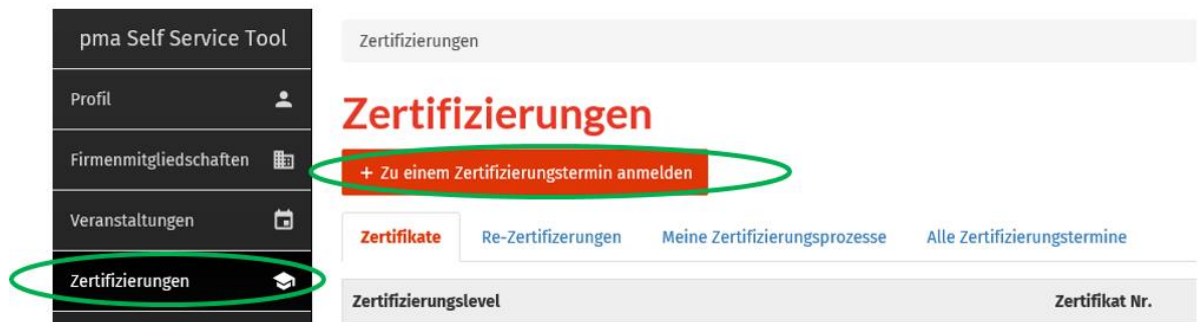 pma Self Service Tool
Profil
Firmenmitgliedschaften
Veranstaltungen
Zertifizierungen
Zertifizierungen
Zertifizierungen
+ Zu einem Zertifizierungstermin anmelden
Zertifikate Re-Zertifizerungen Meine Zertifizierungsprozesse Alle Zertifizierungstermine
Zertifizierungslevel Zertifikat Nr.